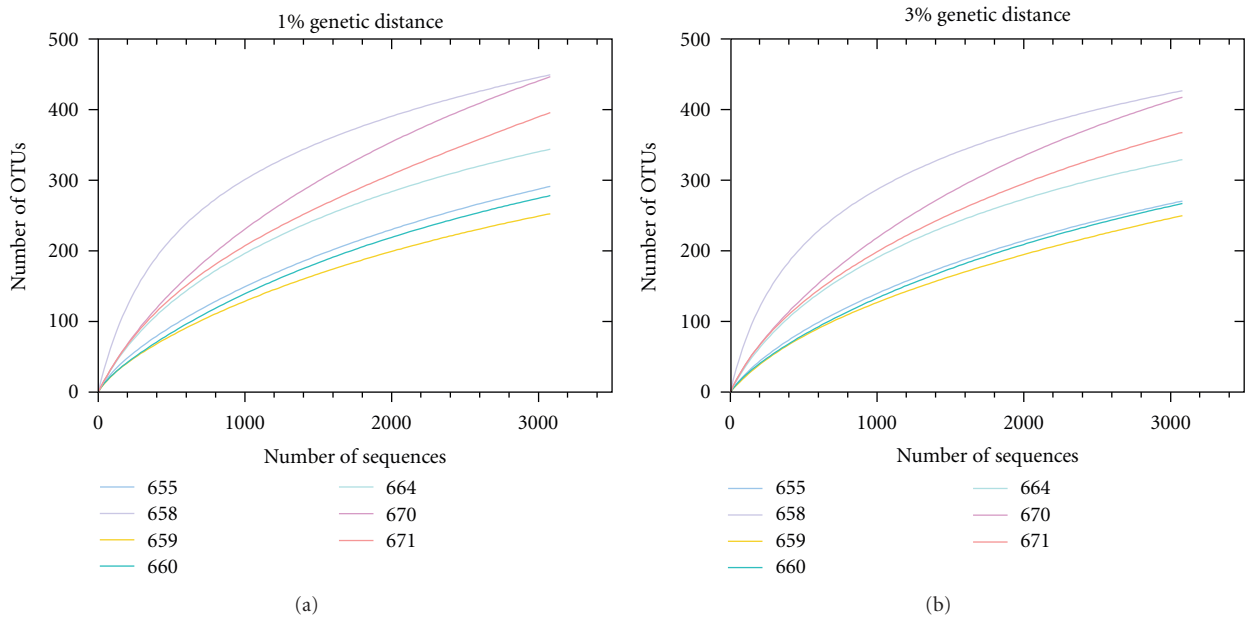 1% genetic distance
500
400
300
200
100
0
Number of OTUs
0 1000 2000 3000
Number of sequences
655 664
658 670
659 671
660
(a)
3% genetic distance
500
400
300
200
100
0
Number of OTUs
0 1000 2000 3000
Number of sequences
655 664
658 670
659 671
660
(b)